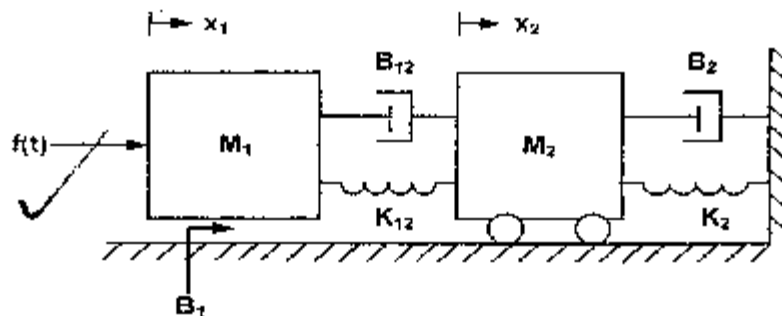 x₁ x₂
B₁₂ B₂
f(t) M₁ M₂
K₁₂ K₂
B₁